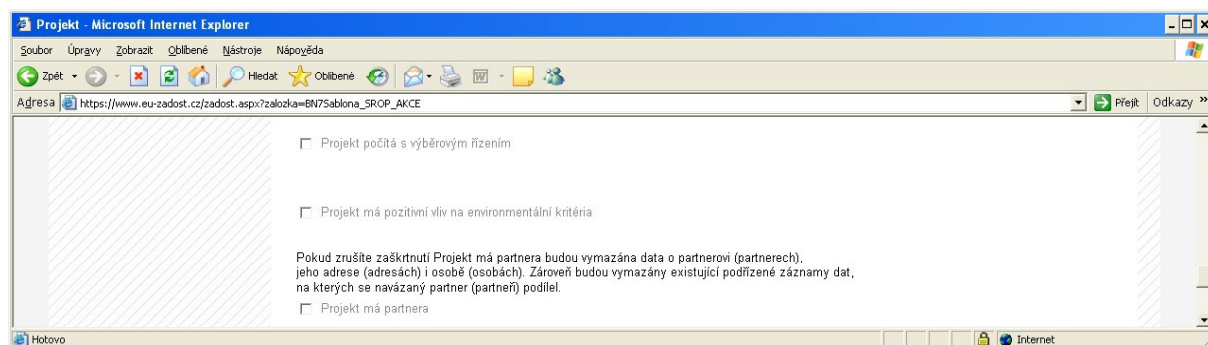 Projekt - Microsoft Internet Explorer
Soubor Úpravy Zobrazit Oblíbené Nástroje Nápověda
Zpět Hledat Oblíbené
Adresa https://www.eu-zadost.cz/zadost.aspx?zalozka=BN7Sablona_SROP_AKCE Přejít Odkazy »
Projekt počítá s výběrovým řízením
Projekt má pozitivní vliv na environmentální kritéria
Pokud zrušíte zaškrtnutí Projekt má partnera budou vymazána data o partnerovi (partnerech),
jeho adrese (adresách) i osobě (osobách). Zároveň budou vymazány existující podřízené záznamy dat,
na kterých se navázaný partner (partneři) podílel.
Projekt má partnera
Hotovo Internet